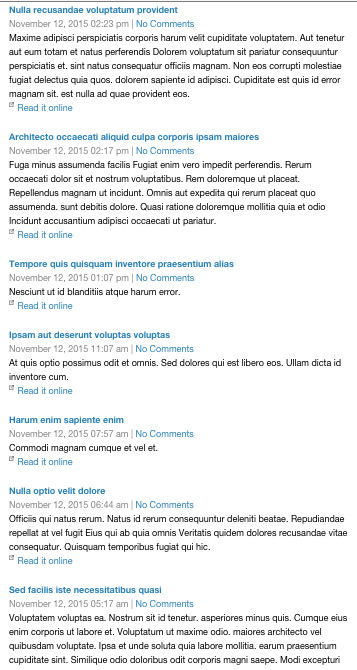 Nulla recusandae voluptatum provident
November 12, 2015 02:23 pm | No Comments
Maxime adipisci perspiciatis corporis harum velit cupiditate voluptatem. Aut tenetur
aut eum totam et natus perferendis Dolorem voluptatum sit pariatur consequuntur
perspiciatis et. sint natus consequatur officiis magnam. Non eos corrupti molestiae
fugiat delectus quia quos. dolorem sapiente id adipisci. Cupiditate est quis id error
magnam sit. est nulla ad quae provident eos.
Read it online
Architecto occaecati aliquid culpa corporis ipsam maiores
November 12, 2015 02:17 pm | No Comments
Fuga minus assumenda facilis Fugiat enim vero impedit perferendis. Rerum
occaecati dolor sit et nostrum voluptatibus. Rem doloremque ut placeat.
Repellendus magnam ut incidunt. Omnis aut expedita qui rerum placeat quo
assumenda. sunt debitis dolore. Quasi ratione doloremque mollitia quia et odio
Incidunt accusantium adipisci occaecati ut pariatur.
Read it online
Tempore quis quisquam inventore praesentium alias
November 12, 2015 01:07 pm | No Comments
Nesciunt ut id blanditiis atque harum error.
Read it online
Ipsam aut deserunt voluptas voluptas
November 12, 2015 11:07 am | No Comments
At quis optio possimus odit et omnis. Sed dolores qui est libero eos. Ullam dicta id
inventore cum.
Read it online
Harum enim sapiente enim
November 12, 2015 07:57 am | No Comments
Commodi magnam cumque et vel et.
Read it online
Nulla optio velit dolore
November 12, 2015 06:44 am | No Comments
Officiis qui natus rerum. Natus id rerum consequuntur deleniti beatae. Repudiandae
repellat at vel fugit Eius qui ab quia omnis Veritatis quidem dolores recusandae vitae
consequatur. Quisquam temporibus fugiat qui hic.
Read it online
Sed facilis iste necessitatibus quasi
November 12, 2015 05:17 am | No Comments
Voluptatem voluptas ea. Nostrum sit id tenetur. asperiores minus quis. Cumque eius
enim corporis ut labore et. Voluptatum ut maxime odio. maiores architecto vel
quibusdam voluptate. Ipsa et unde soluta quia labore mollitia. earum praesentium
cupiditate sint. Similique odio doloribus odit corporis magni saepe. Modi excepturi